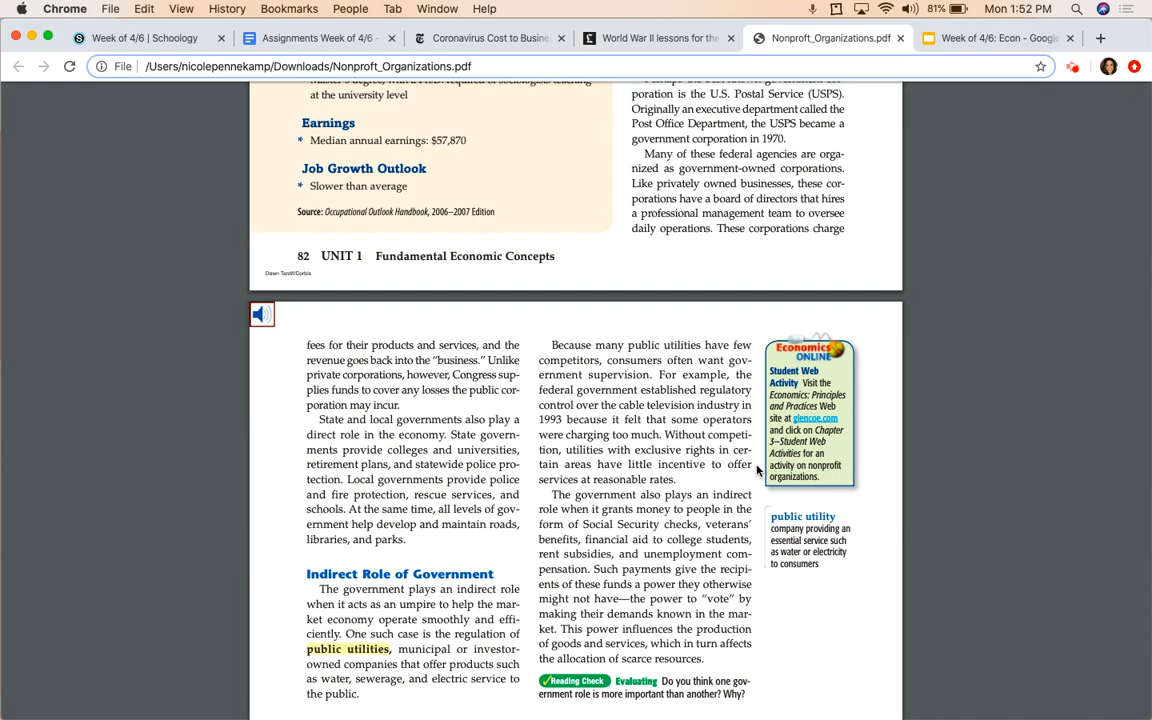 Chrome File Edit View History Bookmarks People Tab Window Help 81% Mon 1:52 PM
Week of 4/6 | Schoology Assignments Week of 4/6 - Coronavirus Cost to Busine World War II lessons for the Nonproft_Organizations.pdf Week of 4/6: Econ - Google
File /Users/nicolepennekamp/Downloads/Nonproft_Organizations.pdf
at the university level
Earnings
* Median annual earnings: $57,870
Job Growth Outlook
* Slower than average
Source: Occupational Outlook Handbook, 2006–2007 Edition
poration is the U.S. Postal Service (USPS).
Originally an executive department called the
Post Office Department, the USPS became a
government corporation in 1970.
Many of these federal agencies are orga-
nized as government-owned corporations.
Like privately owned businesses, these cor-
porations have a board of directors that hires
a professional management team to oversee
daily operations. These corporations charge
82 UNIT 1 Fundamental Economic Concepts
Dawn Tardif/Corbis
fees for their products and services, and the
revenue goes back into the “business.” Unlike
private corporations, however, Congress sup-
plies funds to cover any losses the public cor-
poration may incur.
State and local governments also play a
direct role in the economy. State govern-
ments provide colleges and universities,
retirement plans, and statewide police pro-
tection. Local governments provide police
and fire protection, rescue services, and
schools. At the same time, all levels of gov-
ernment help develop and maintain roads,
libraries, and parks.
Indirect Role of Government
The government plays an indirect role
when it acts as an umpire to help the mar-
ket economy operate smoothly and effi-
ciently. One such case is the regulation of
public utilities, municipal or investor-
owned companies that offer products such
as water, sewerage, and electric service to
the public.
Because many public utilities have few
competitors, consumers often want gov-
ernment supervision. For example, the
federal government established regulatory
control over the cable television industry in
1993 because it felt that some operators
were charging too much. Without competi-
tion, utilities with exclusive rights in cer-
tain areas have little incentive to offer
services at reasonable rates.
The government also plays an indirect
role when it grants money to people in the
form of Social Security checks, veterans’
benefits, financial aid to college students,
rent subsidies, and unemployment com-
pensation. Such payments give the recipi-
ents of these funds a power they otherwise
might not have—the power to “vote” by
making their demands known in the mar-
ket. This power influences the production
of goods and services, which in turn affects
the allocation of scarce resources.
✓Reading Check Evaluating Do you think one gov-
ernment role is more important than another? Why?
Economics
ONLINE
Student Web
Activity Visit the
Economics: Principles
and Practices Web
site at glencoe.com
and click on Chapter
3–Student Web
Activities for an
activity on nonprofit
organizations.
public utility
company providing an
essential service such
as water or electricity
to consumers